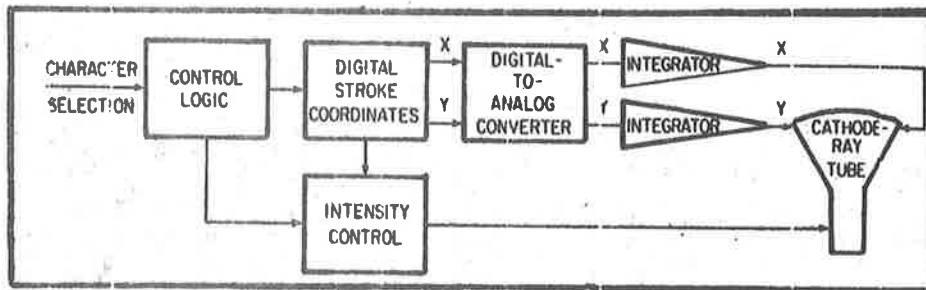 CHARACTER
SELECTION
CONTROL
LOGIC
DIGITAL
STROKE
COORDINATES
X
Y
DIGITAL-
TO-
ANALOG
CONVERTER
X
INTEGRATOR
X
Y
INTEGRATOR
Y
CATHODE-
RAY
TUBE
INTENSITY
CONTROL